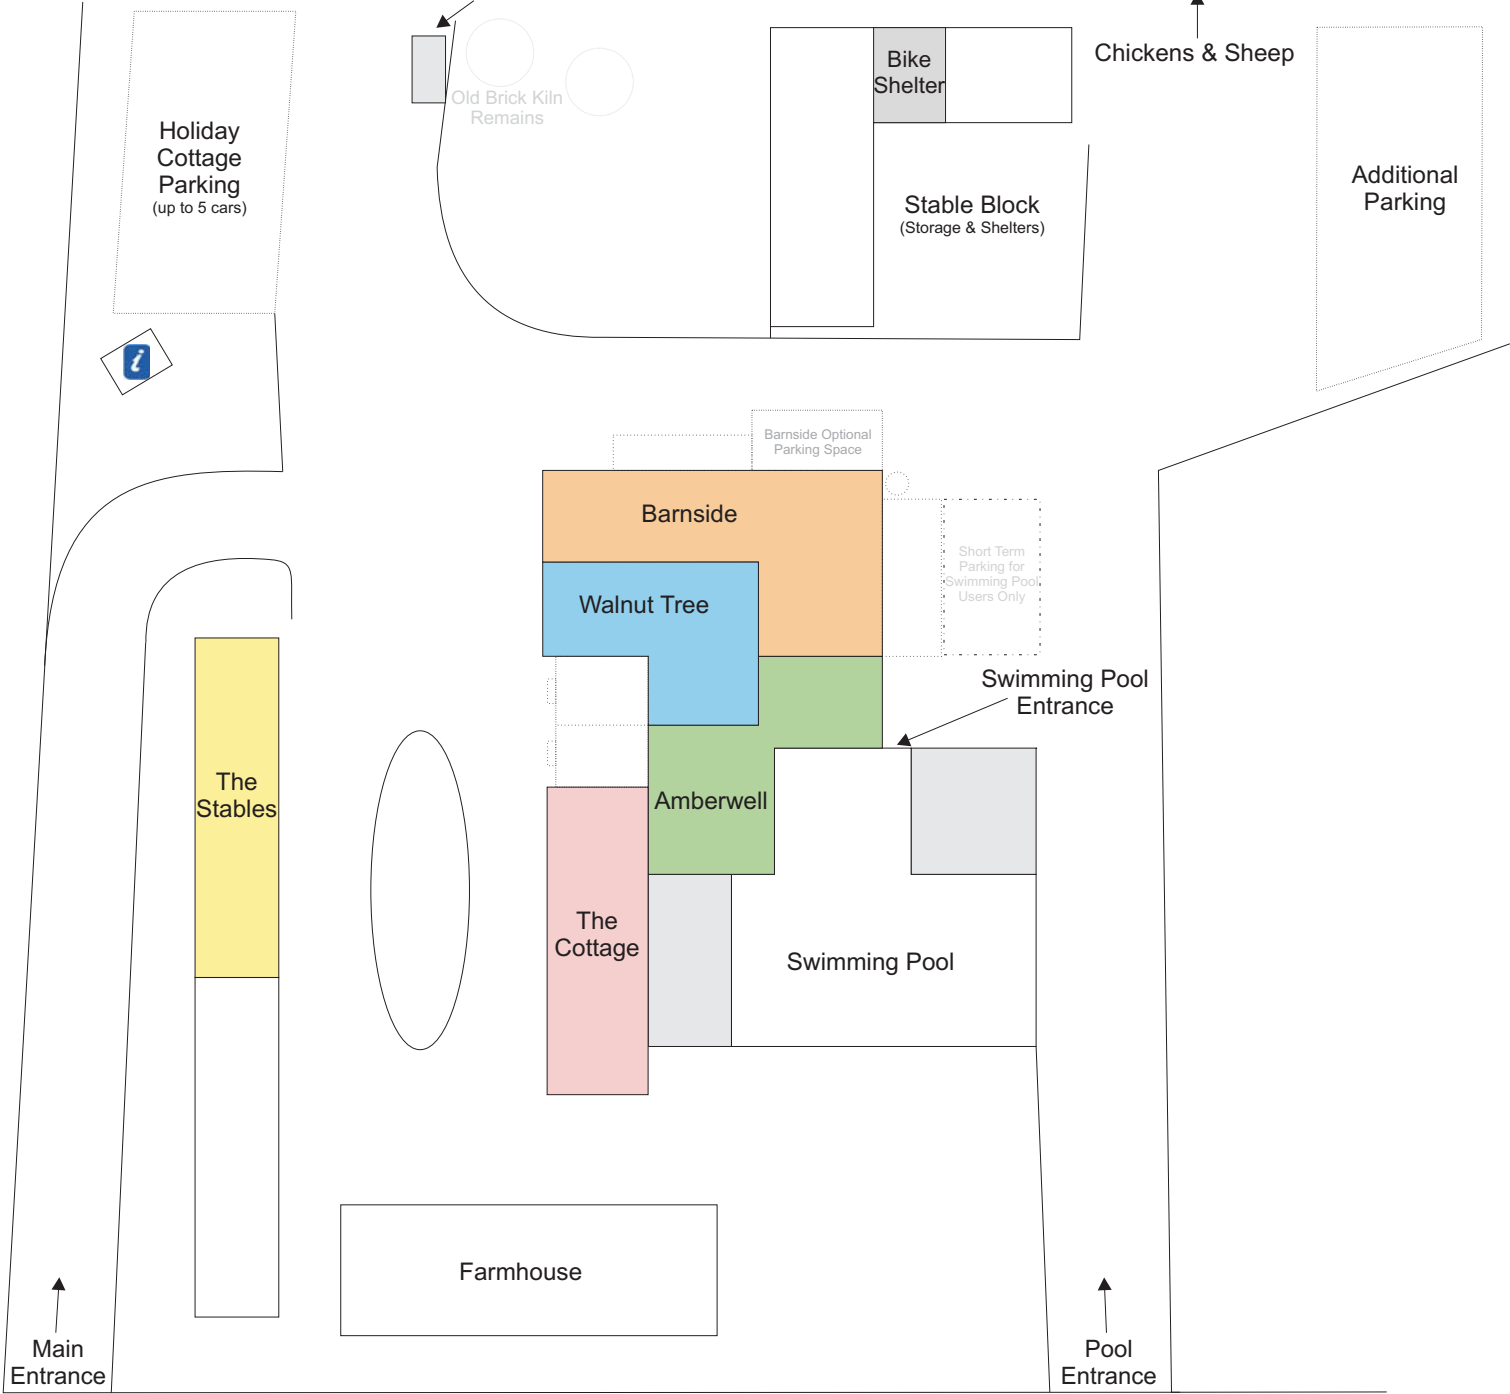 Chickens & Sheep
Bike
Shelter
Old Brick Kiln
Remains
Holiday
Cottage
Parking
(up to 5 cars)
Additional
Parking
Stable Block
(Storage & Shelters)
i
Barnside Optional
Parking Space
Barnside
Short Term
Parking for
Swimming Pool
Users Only
Walnut Tree
Swimming Pool
Entrance
The
Stables
Amberwell
The
Cottage
Swimming Pool
Farmhouse
Main
Entrance
Pool
Entrance